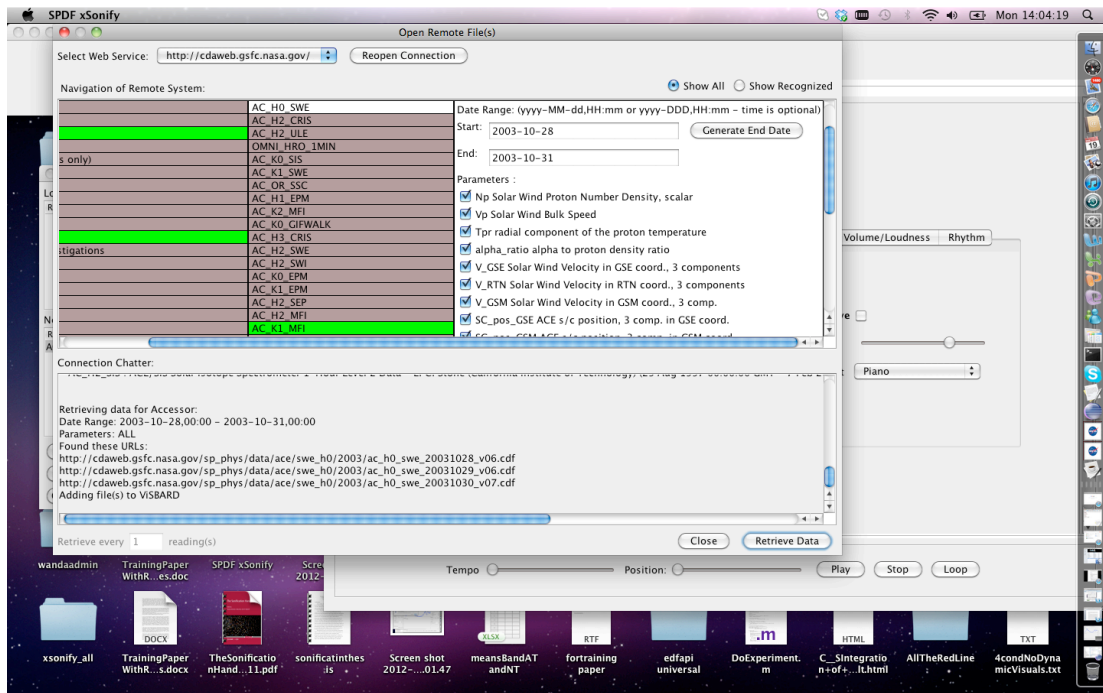 SPDF xSonify
Mon 14:04:19
Open Remote File(s)
Select Web Service: http://cdaweb.gsfc.nasa.gov/ Reopen Connection
Navigation of Remote System:
Show All Show Recognized
AC_H0_SWE
AC_H2_CRIS
AC_H2_ULE
OMNI_HRO_1MIN
s only) AC_K0_SIS
AC_K1_SWE
AC_OR_SSC
AC_H1_EPM
AC_K2_MFI
AC_K0_GIFWALK
AC_H3_CRIS
stigations AC_H2_SWE
AC_H2_SWI
AC_K0_EPM
AC_K1_EPM
AC_H2_SEP
AC_H2_MFI
AC_K1_MFI
Date Range: (yyyy-MM-dd,HH:mm or yyyy-DDD,HH:mm - time is optional)
Start: 2003-10-28 Generate End Date
End: 2003-10-31
Parameters :
Np Solar Wind Proton Number Density, scalar
Vp Solar Wind Bulk Speed
Tpr radial component of the proton temperature
alpha_ratio alpha to proton density ratio
V_GSE Solar Wind Velocity in GSE coord., 3 components
V_RTN Solar Wind Velocity in RTN coord., 3 components
V_GSM Solar Wind Velocity in GSM coord., 3 comp.
SC_pos_GSE ACE s/c position, 3 comp. in GSE coord.
SC_pos_GSM ACE s/c position, 3 comp. in GSM coord.
Volume/Loudness Rhythm
Piano
Connection Chatter:
Retrieving data for Accessor:
Date Range: 2003-10-28,00:00 - 2003-10-31,00:00
Parameters: ALL
Found these URLs:
http://cdaweb.gsfc.nasa.gov/sp_phys/data/ace/swe_h0/2003/ac_h0_swe_20031028_v06.cdf
http://cdaweb.gsfc.nasa.gov/sp_phys/data/ace/swe_h0/2003/ac_h0_swe_20031029_v06.cdf
http://cdaweb.gsfc.nasa.gov/sp_phys/data/ace/swe_h0/2003/ac_h0_swe_20031030_v07.cdf
Adding file(s) to ViSBARD
Retrieve every 1 reading(s)
Close Retrieve Data
Tempo Position: Play Stop Loop
wandaadmin
TrainingPaper
WithR...es.doc
SPDF xSonify
Scre
2012-
DOCX
XLSX
RTF
.m
HTML
TXT
xsonify_all
TrainingPaper
WithR...s.docx
TheSonificatio
nHand...11.pdf
sonificatinthes
is
Screen shot
2012-....01.47
meansBandAT
andNT
fortraining
paper
edfapi
universal
DoExperiment.
m
C__SIntegratio
n+of+...lt.html
AllTheRedLine
4condNoDyna
micVisuals.txt